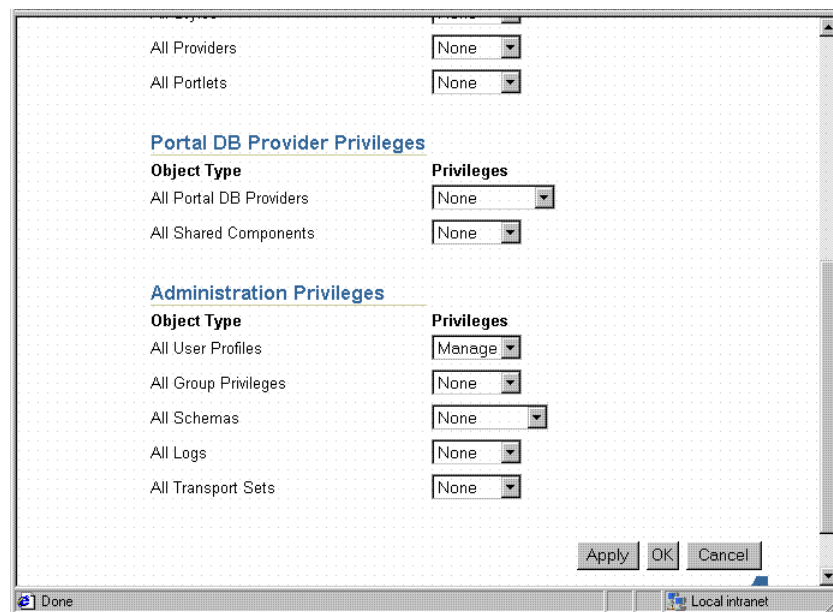 All Providers None
All Portlets None
Portal DB Provider Privileges
Object Type Privileges
All Portal DB Providers None
All Shared Components None
Administration Privileges
Object Type Privileges
All User Profiles Manage
All Group Privileges None
All Schemas None
All Logs None
All Transport Sets None
Apply OK Cancel
Done Local intranet